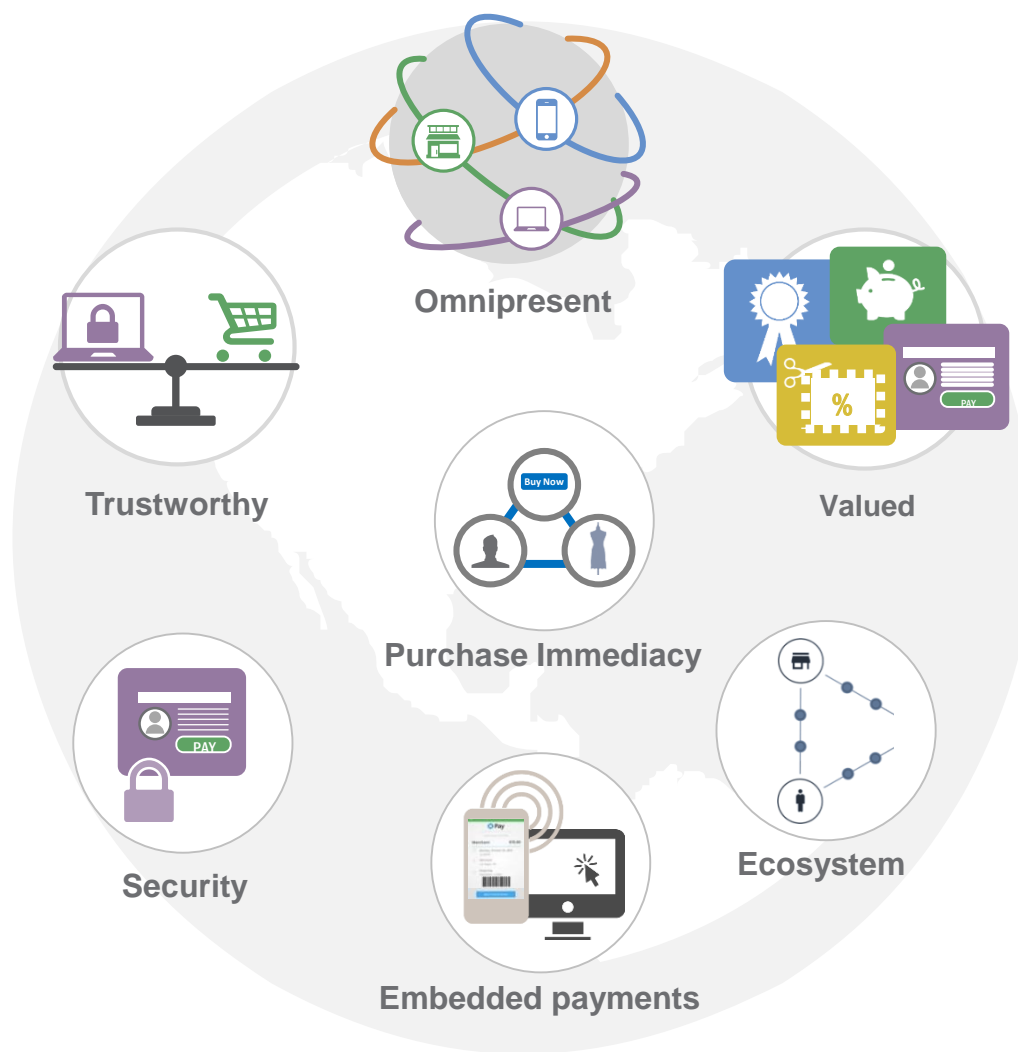 Omnipresent
%
PAY
Trustworthy
Buy Now
Valued
Purchase Immediacy
PAY
Pay
Security
Ecosystem
Embedded payments